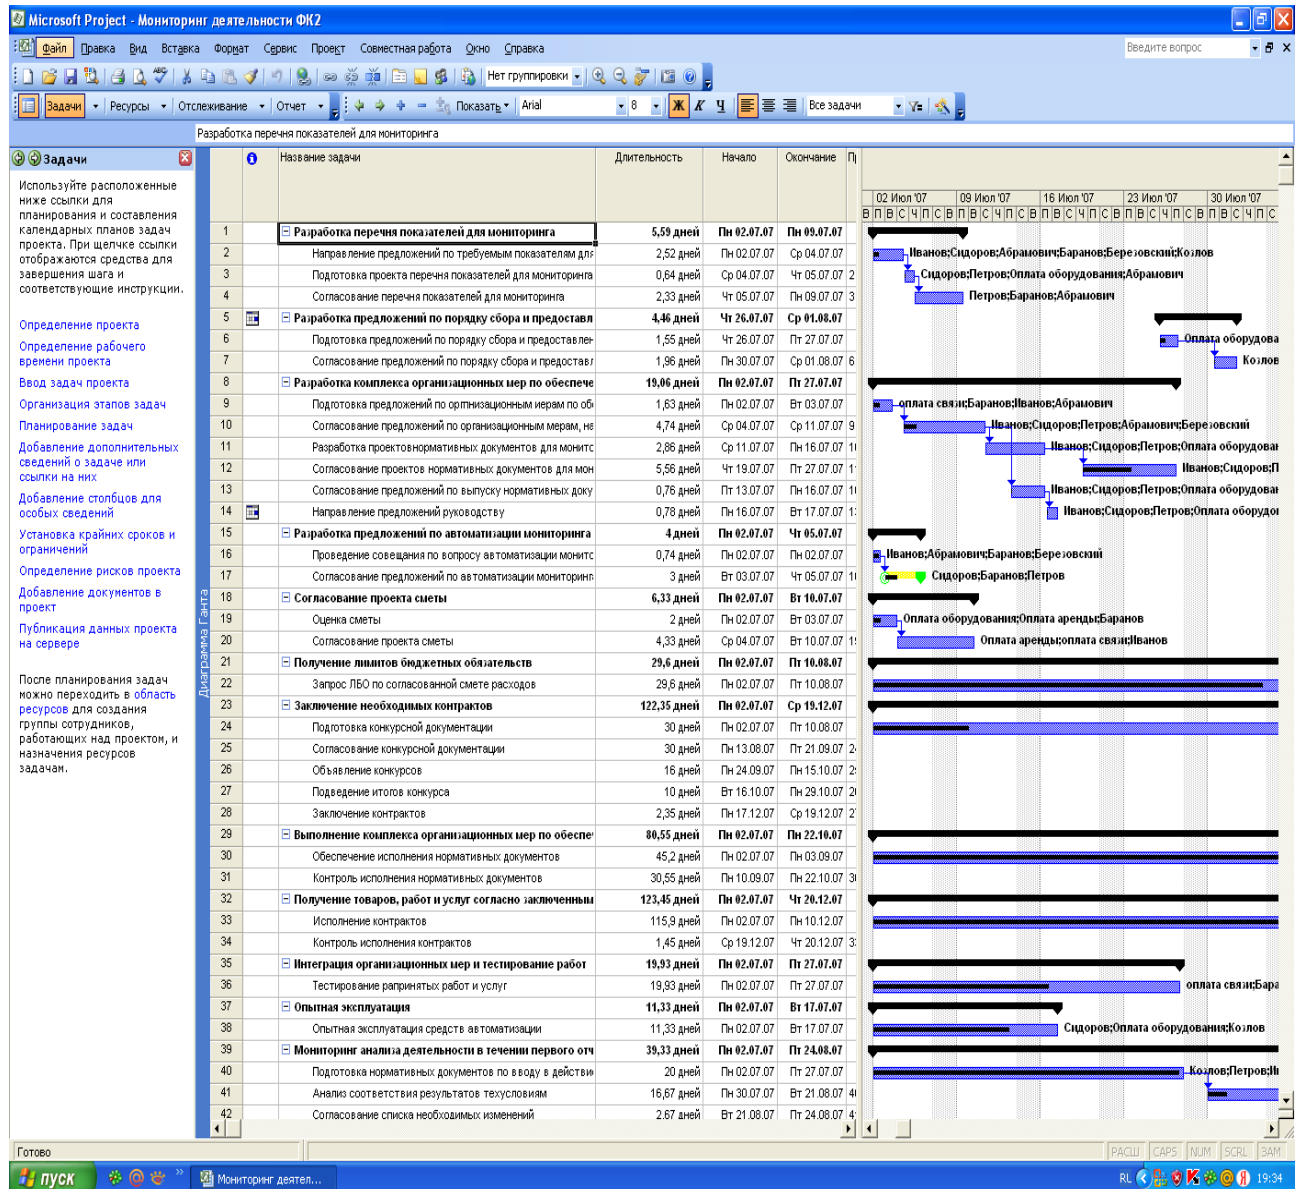 Microsoft Project - Мониторинг деятельности ФК2
Файл Правка Вид Вставка Формат Сервис Проект Совместная работа Окно Справка Введите вопрос
Нет группировки
Задачи Ресурсы Отслеживание Отчет Показать Arial 8 Ж К Ч Все задачи
Разработка перечня показателей для мониторинга
Задачи
Используйте расположенные
ниже ссылки для
планирования и составления
календарных планов задач
проекта. При щелчке ссылки
отображаются средства для
завершения шага и
соответствующие инструкции.
Определение проекта
Определение рабочего
времени проекта
Ввод задач проекта
Организация этапов задач
Планирование задач
Добавление дополнительных
сведений о задаче или
ссылки на них
Добавление столбцов для
особых сведений
Установка крайних сроков и
ограничений
Определение рисков проекта
Добавление документов в
проект
Публикация данных проекта
на сервере
После планирования задач
можно переходить в область
ресурсов для создания
группы сотрудников,
работающих над проектом, и
назначения ресурсов
задачам.
Диаграмма Ганта
Название задачи Длительность Начало Окончание
02 Июл '07 09 Июл '07 16 Июл '07 23 Июл '07 30 Июл '07
В П В С Ч П С В П В С Ч П С В П В С Ч П С В П В С Ч П С В П В С Ч П С
1 Разработка перечня показателей для мониторинга 5,59 дней Пн 02.07.07 Пн 09.07.07
2 Направление предложений по требуемым показателям для 2,52 дней Пн 02.07.07 Ср 04.07.07 Иванов;Сидоров;Абрамович;Баранов;Березовский;Козлов
3 Подготовка проекта перечня показателей для мониторинга 0,64 дней Ср 04.07.07 Чт 05.07.07 2 Сидоров;Петров;Оплата оборудования;Абрамович
4 Согласование перечня показателей для мониторинга 2,33 дней Чт 05.07.07 Пн 09.07.07 3 Петров;Баранов;Абрамович
5 Разработка предложений по порядку сбора и предоставл 4,46 дней Чт 26.07.07 Ср 01.08.07
6 Подготовка предложений по порядку сбора и предоставлен 1,55 дней Чт 26.07.07 Пт 27.07.07 Оплата оборудова
7 Согласование предложений по порядку сбора и предоставл 1,96 дней Пн 30.07.07 Ср 01.08.07 6 Козлов
8 Разработка комплекса организационных мер по обеспече 19,06 дней Пн 02.07.07 Пт 27.07.07
9 Подготовка предложений по орппнизационным иерам по обе 1,63 дней Пн 02.07.07 Вт 03.07.07 оплата связи;Баранов;Иванов;Абрамович
10 Согласование предложений по организационным мерам, на 4,74 дней Ср 04.07.07 Ср 11.07.07 9 Иванов;Сидоров;Петров;Абрамович;Березовский
11 Разработка проектовнормативных документов для монитс 2,86 дней Ср 11.07.07 Пн 16.07.07 Иванов;Сидоров;Петров;Оплата оборудован
12 Согласование проектов нормативных документов для мон 5,56 дней Чт 19.07.07 Пт 27.07.07 Иванов;Сидоров;П
13 Согласование предложений по выпуску нормативных доку 0,76 дней Пт 13.07.07 Пн 16.07.07 Иванов;Сидоров;Петров;Оплата оборудован
14 Направление предложений руководству 0,78 дней Пн 16.07.07 Вт 17.07.07 Иванов;Сидоров;Петров;Оплата оборудов
15 Разработка предложений по автоматизации мониторинга 4 дней Пн 02.07.07 Чт 05.07.07
16 Проведение совещания по вопросу автоматизации монитс 0,74 дней Пн 02.07.07 Пн 02.07.07 Иванов;Абрамович;Баранов;Березовский
17 Согласование предложений по автоматизации мониторинга 3 дней Вт 03.07.07 Чт 05.07.07 Сидоров;Баранов;Петров
18 Согласование проекта сметы 6,33 дней Пн 02.07.07 Вт 10.07.07
19 Оценка сметы 2 дней Пн 02.07.07 Вт 03.07.07 Оплата оборудования;Оплата аренды;Баранов
20 Согласование проекта сметы 4,33 дней Ср 04.07.07 Вт 10.07.07 Оплата аренды;оплата связи;Иванов
21 Получение лимитов бюджетных обязательств 29,6 дней Пн 02.07.07 Пт 10.08.07
22 Запрос ЛБО по согласованной смете расходов 29,6 дней Пн 02.07.07 Пт 10.08.07
23 Заключение необходимых контрактов 122,35 дней Пн 02.07.07 Ср 19.12.07
24 Подготовка конкурсной документации 30 дней Пн 02.07.07 Пт 10.08.07
25 Согласование конкурсной документации 30 дней Пн 13.08.07 Пт 21.09.07
26 Объявление конкурсов 16 дней Пн 24.09.07 Пн 15.10.07
27 Подведение итогов конкурса 10 дней Вт 16.10.07 Пн 29.10.07
28 Заключение контрактов 2,35 дней Пн 17.12.07 Ср 19.12.07
29 Выполнение комплекса организационных мер по обеспе 80,55 дней Пн 02.07.07 Пн 22.10.07
30 Обеспечение исполнения нормативных документов 45,2 дней Пн 02.07.07 Пн 03.09.07
31 Контроль исполнения нормативных документов 30,55 дней Пн 10.09.07 Пн 22.10.07
32 Получение товаров, работ и услуг согласно заключенным 123,45 дней Пн 02.07.07 Чт 20.12.07
33 Исполнение контрактов 115,9 дней Пн 02.07.07 Пн 10.12.07
34 Контроль исполнения контрактов 1,45 дней Ср 19.12.07 Чт 20.12.07
35 Интеграция организационных мер и тестирование работ 19,93 дней Пн 02.07.07 Пт 27.07.07
36 Тестирование рапринятых работ и услуг 19,93 дней Пн 02.07.07 Пт 27.07.07 оплата связи;Бара
37 Опытная эксплуатация 11,33 дней Пн 02.07.07 Вт 17.07.07
38 Опытная эксплуатация средств автоматизации 11,33 дней Пн 02.07.07 Вт 17.07.07 Сидоров;Оплата оборудования;Козлов
39 Мониторинг анализа деятельности в течении первого отч 39,33 дней Пн 02.07.07 Пт 24.08.07
40 Подготовка нормативных документов по вводу в действи 20 дней Пн 02.07.07 Пт 27.07.07 Козлов;Петров;И
41 Анализ соответствия результатов техусловиям 16,67 дней Пн 30.07.07 Вт 21.08.07
42 Согласование списка необходимых изменений 2,67 дней Вт 21.08.07 Пт 24.08.07
Готово РАСШ CAPS NUM SCRL ЗАМ
пуск Мониторинг деятел... RL 19:34